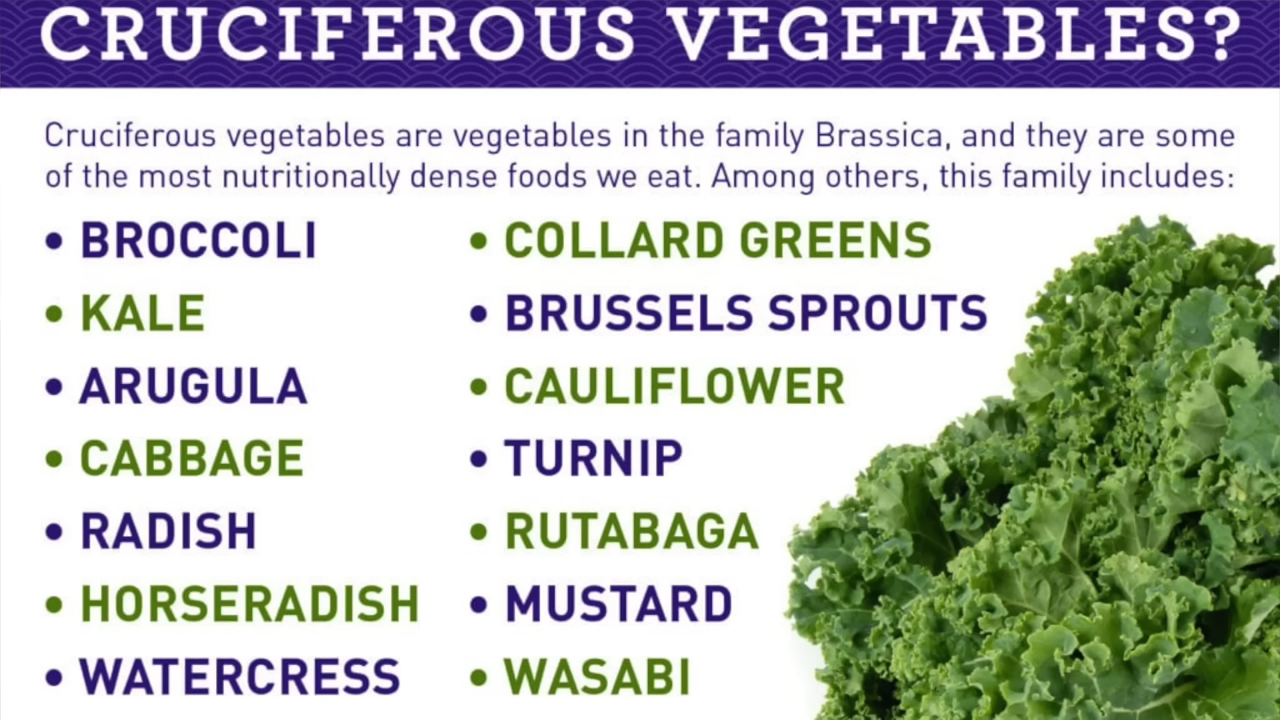 CRUCIFEROUS VEGETABLES?
Cruciferous vegetables are vegetables in the family Brassica, and they are some
of the most nutritionally dense foods we eat. Among others, this family includes:
• BROCCOLI
• KALE
• ARUGULA
• CABBAGE
• RADISH
• HORSERADISH
• WATERCRESS
• COLLARD GREENS
• BRUSSELS SPROUTS
• CAULIFLOWER
• TURNIP
• RUTABAGA
• MUSTARD
• WASABI